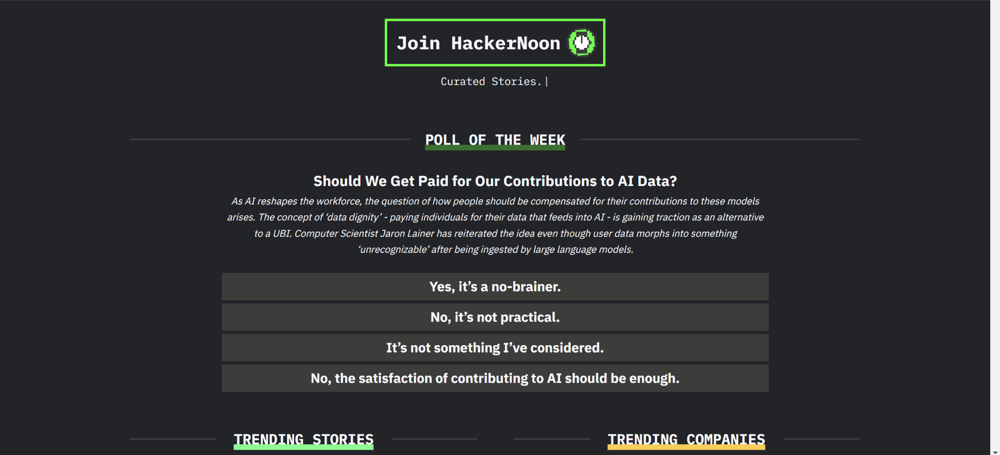 Join HackerNoon
Curated Stories.|
POLL OF THE WEEK
Should We Get Paid for Our Contributions to AI Data?
As AI reshapes the workforce, the question of how people should be compensated for their contributions to these models
arises. The concept of ‘data dignity’ - paying individuals for their data that feeds into AI - is gaining traction as an alternative
to a UBI. Computer Scientist Jaron Lainer has reiterated the idea even though user data morphs into something
‘unrecognizable’ after being ingested by large language models.
Yes, it’s a no-brainer.
No, it’s not practical.
It’s not something I’ve considered.
No, the satisfaction of contributing to AI should be enough.
TRENDING STORIES
TRENDING COMPANIES